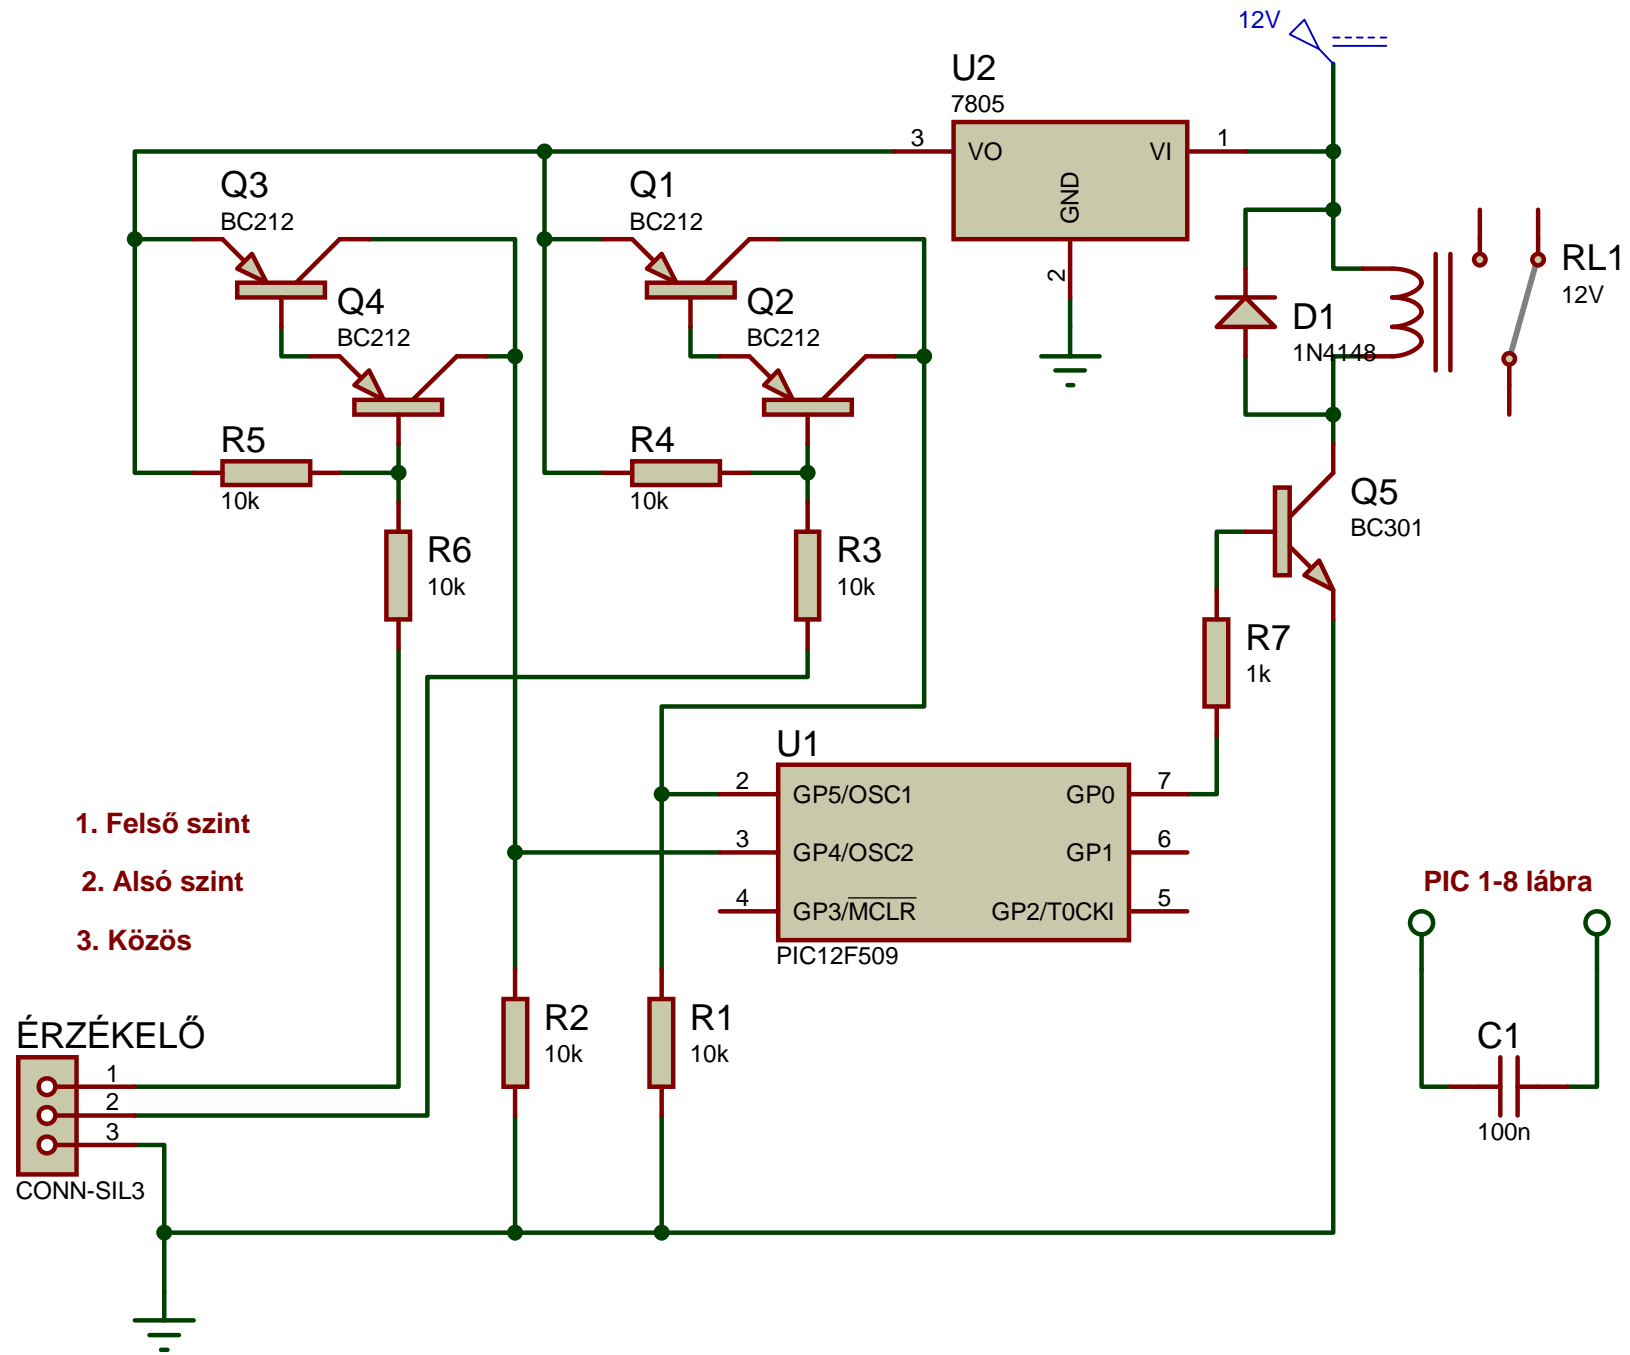 12V
U2
7805
3
VO
VI
1
GND
2
Q3
BC212
Q1
BC212
Q4
BC212
Q2
BC212
RL1
12V
D1
1N4148
R5
10k
R4
10k
Q5
BC301
R6
10k
R3
10k
R7
1k
U1
2
GP5/OSC1
GP0
7
3
GP4/OSC2
GP1
6
4
GP3/MCLR
GP2/T0CKI
5
PIC12F509
1. Felső szint
2. Alsó szint
3. Közös
PIC 1-8 lábra
ÉRZÉKELŐ
1
2
3
CONN-SIL3
R2
10k
R1
10k
C1
100n